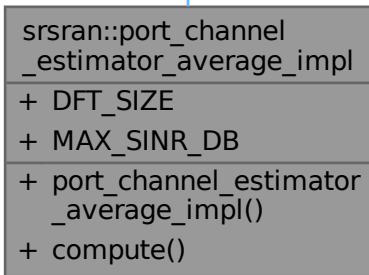 srsran::port_channel
_estimator_average_impl
+ DFT_SIZE
+ MAX_SINR_DB
+ port_channel_estimator
_average_impl()
+ compute()